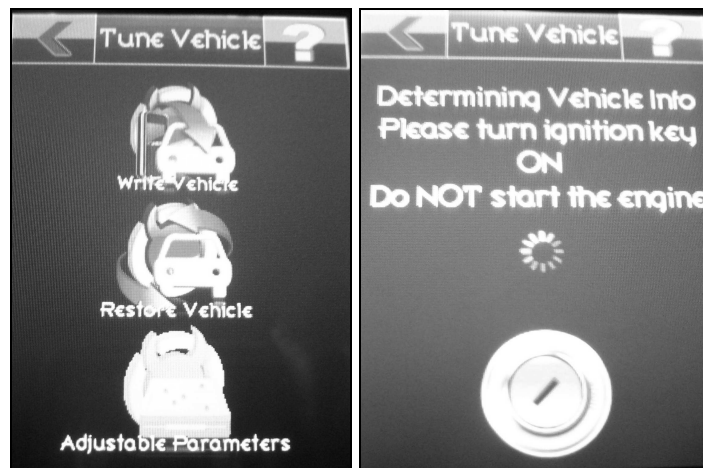 Tune Vehicle
?
Write Vehicle
Restore Vehicle
Adjustable Parameters
Tune Vehicle
?
Determining Vehicle Info
Please turn ignition key
ON
Do NOT start the engine